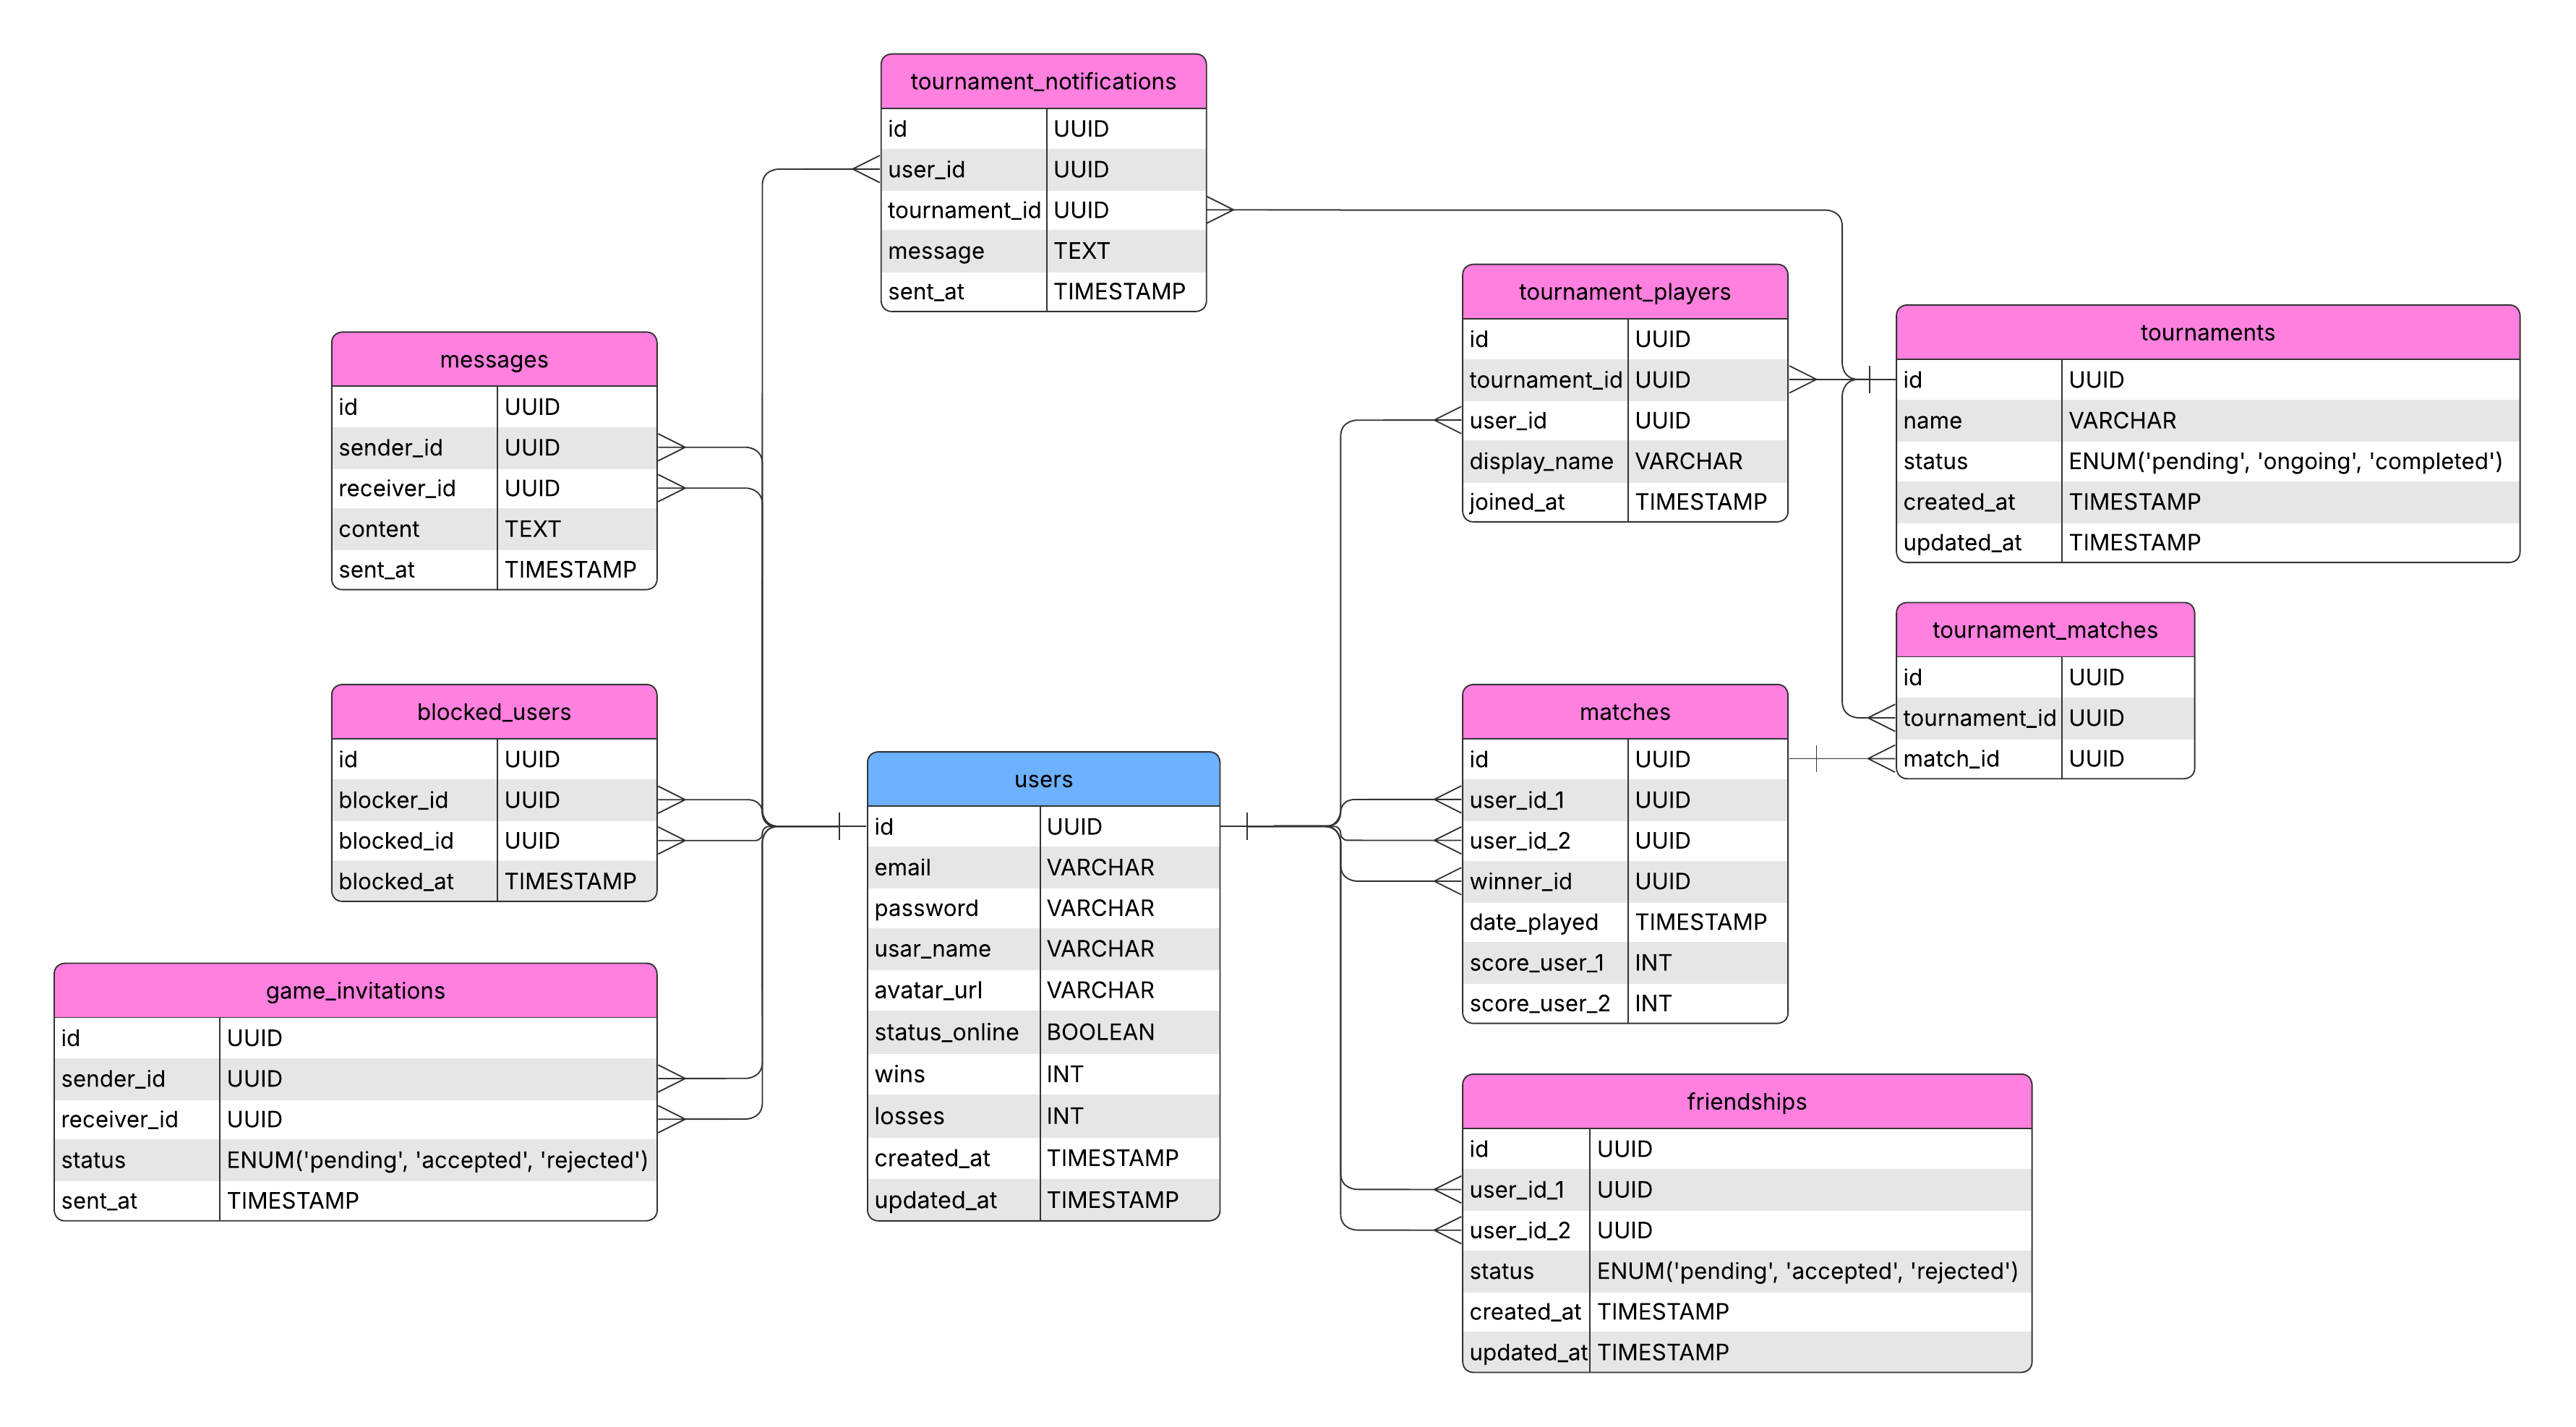 tournament_notifications
id UUID
user_id UUID
tournament_id UUID
message TEXT
sent_at TIMESTAMP
tournament_players
id UUID
tournament_id UUID
user_id UUID
display_name VARCHAR
joined_at TIMESTAMP
tournaments
id UUID
name VARCHAR
status ENUM('pending', 'ongoing', 'completed')
created_at TIMESTAMP
updated_at TIMESTAMP
messages
id UUID
sender_id UUID
receiver_id UUID
content TEXT
sent_at TIMESTAMP
tournament_matches
id UUID
tournament_id UUID
match_id UUID
blocked_users
id UUID
blocker_id UUID
blocked_id UUID
blocked_at TIMESTAMP
users
id UUID
email VARCHAR
password VARCHAR
usar_name VARCHAR
avatar_url VARCHAR
status_online BOOLEAN
wins INT
losses INT
created_at TIMESTAMP
updated_at TIMESTAMP
matches
id UUID
user_id_1 UUID
user_id_2 UUID
winner_id UUID
date_played TIMESTAMP
score_user_1 INT
score_user_2 INT
game_invitations
id UUID
sender_id UUID
receiver_id UUID
status ENUM('pending', 'accepted', 'rejected')
sent_at TIMESTAMP
friendships
id UUID
user_id_1 UUID
user_id_2 UUID
status ENUM('pending', 'accepted', 'rejected')
created_at TIMESTAMP
updated_at TIMESTAMP